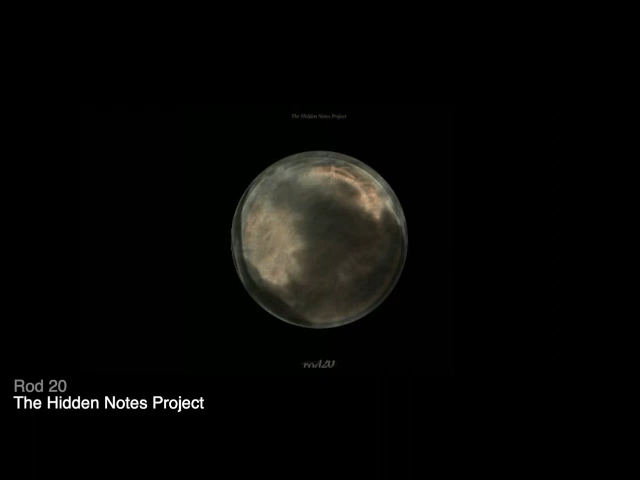 The Hidden Notes Project
rod20
Rod 20
The Hidden Notes Project